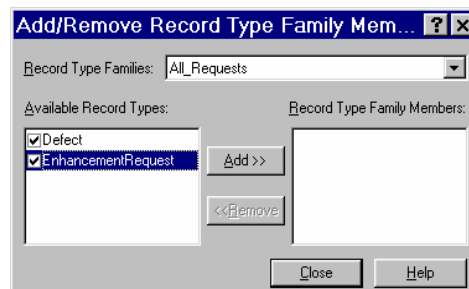 Add/Remove Record Type Family Mem... ? ×
Record Type Families: All_Requests
Available Record Types: Record Type Family Members:
Defect
EnhancementRequest
Add >>
<<Remove
Close Help